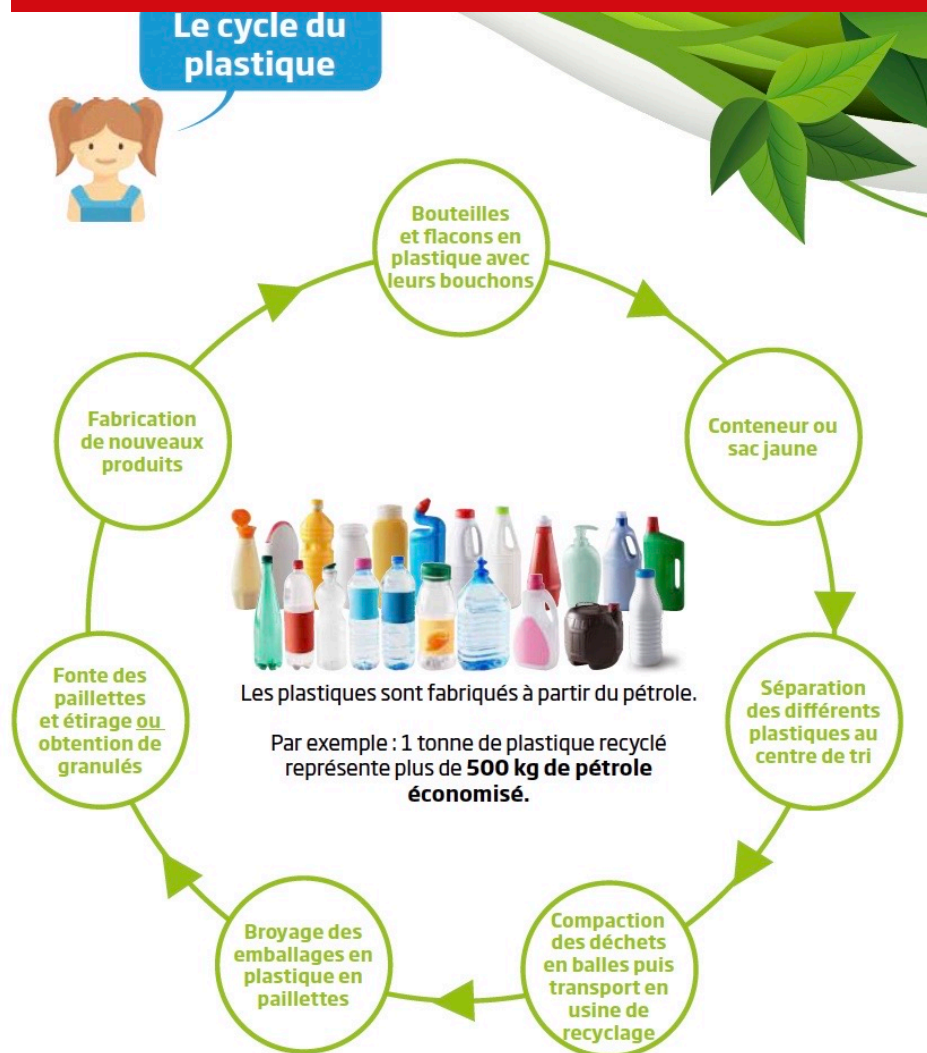 Le cycle du
plastique
Bouteilles
et flacons en
plastique avec
leurs bouchons
Conteneur ou
sac jaune
Séparation
des différents
plastiques au
centre de tri
Compaction
des déchets
en balles puis
transport en
usine de
recyclage
Broyage des
emballages en
plastique en
paillettes
Fonte des
paillettes
et étirage ou
obtention de
granulés
Fabrication
de nouveaux
produits
Les plastiques sont fabriqués à partir du pétrole.
Par exemple : 1 tonne de plastique recyclé
représente plus de 500 kg de pétrole
économisé.